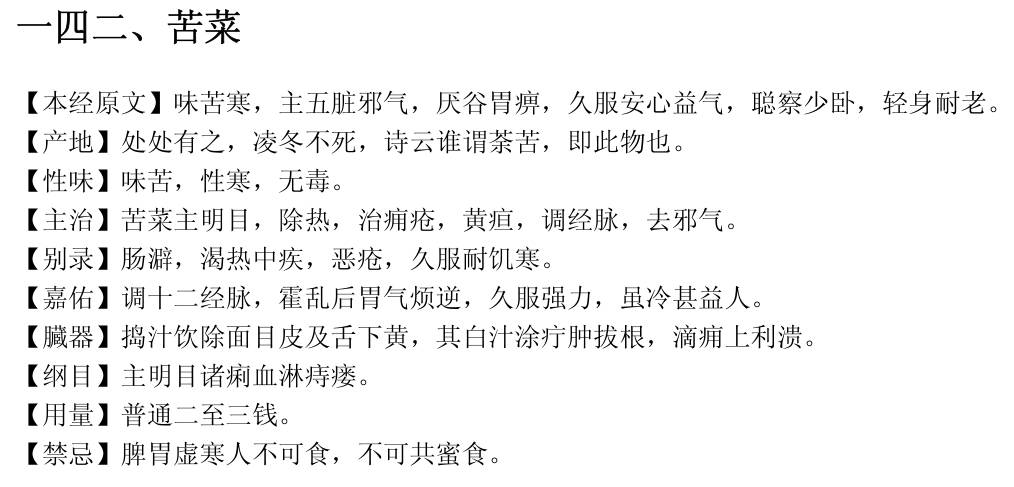 一四二、苦菜
【本经原文】味苦寒，主五脏邪气，厌谷胃痹，久服安心益气，聪察少卧，轻身耐老。
【产地】处处有之，凌冬不死，诗云谁谓荼苦，即此物也。
【性味】味苦，性寒，无毒。
【主治】苦菜主明目，除热，治痈疮，黄疸，调经脉，去邪气。
【别录】肠澼，渴热中疾，恶疮，久服耐饥寒。
【嘉佑】调十二经脉，霍乱后胃气烦逆，久服强力，虽冷甚益人。
【臓器】捣汁饮除面目皮及舌下黄，其白汁涂疔肿拔根，滴痈上利溃。
【纲目】主明目诸痢血淋痔瘘。
【用量】普通二至三钱。
【禁忌】脾胃虚寒人不可食，不可共蜜食。